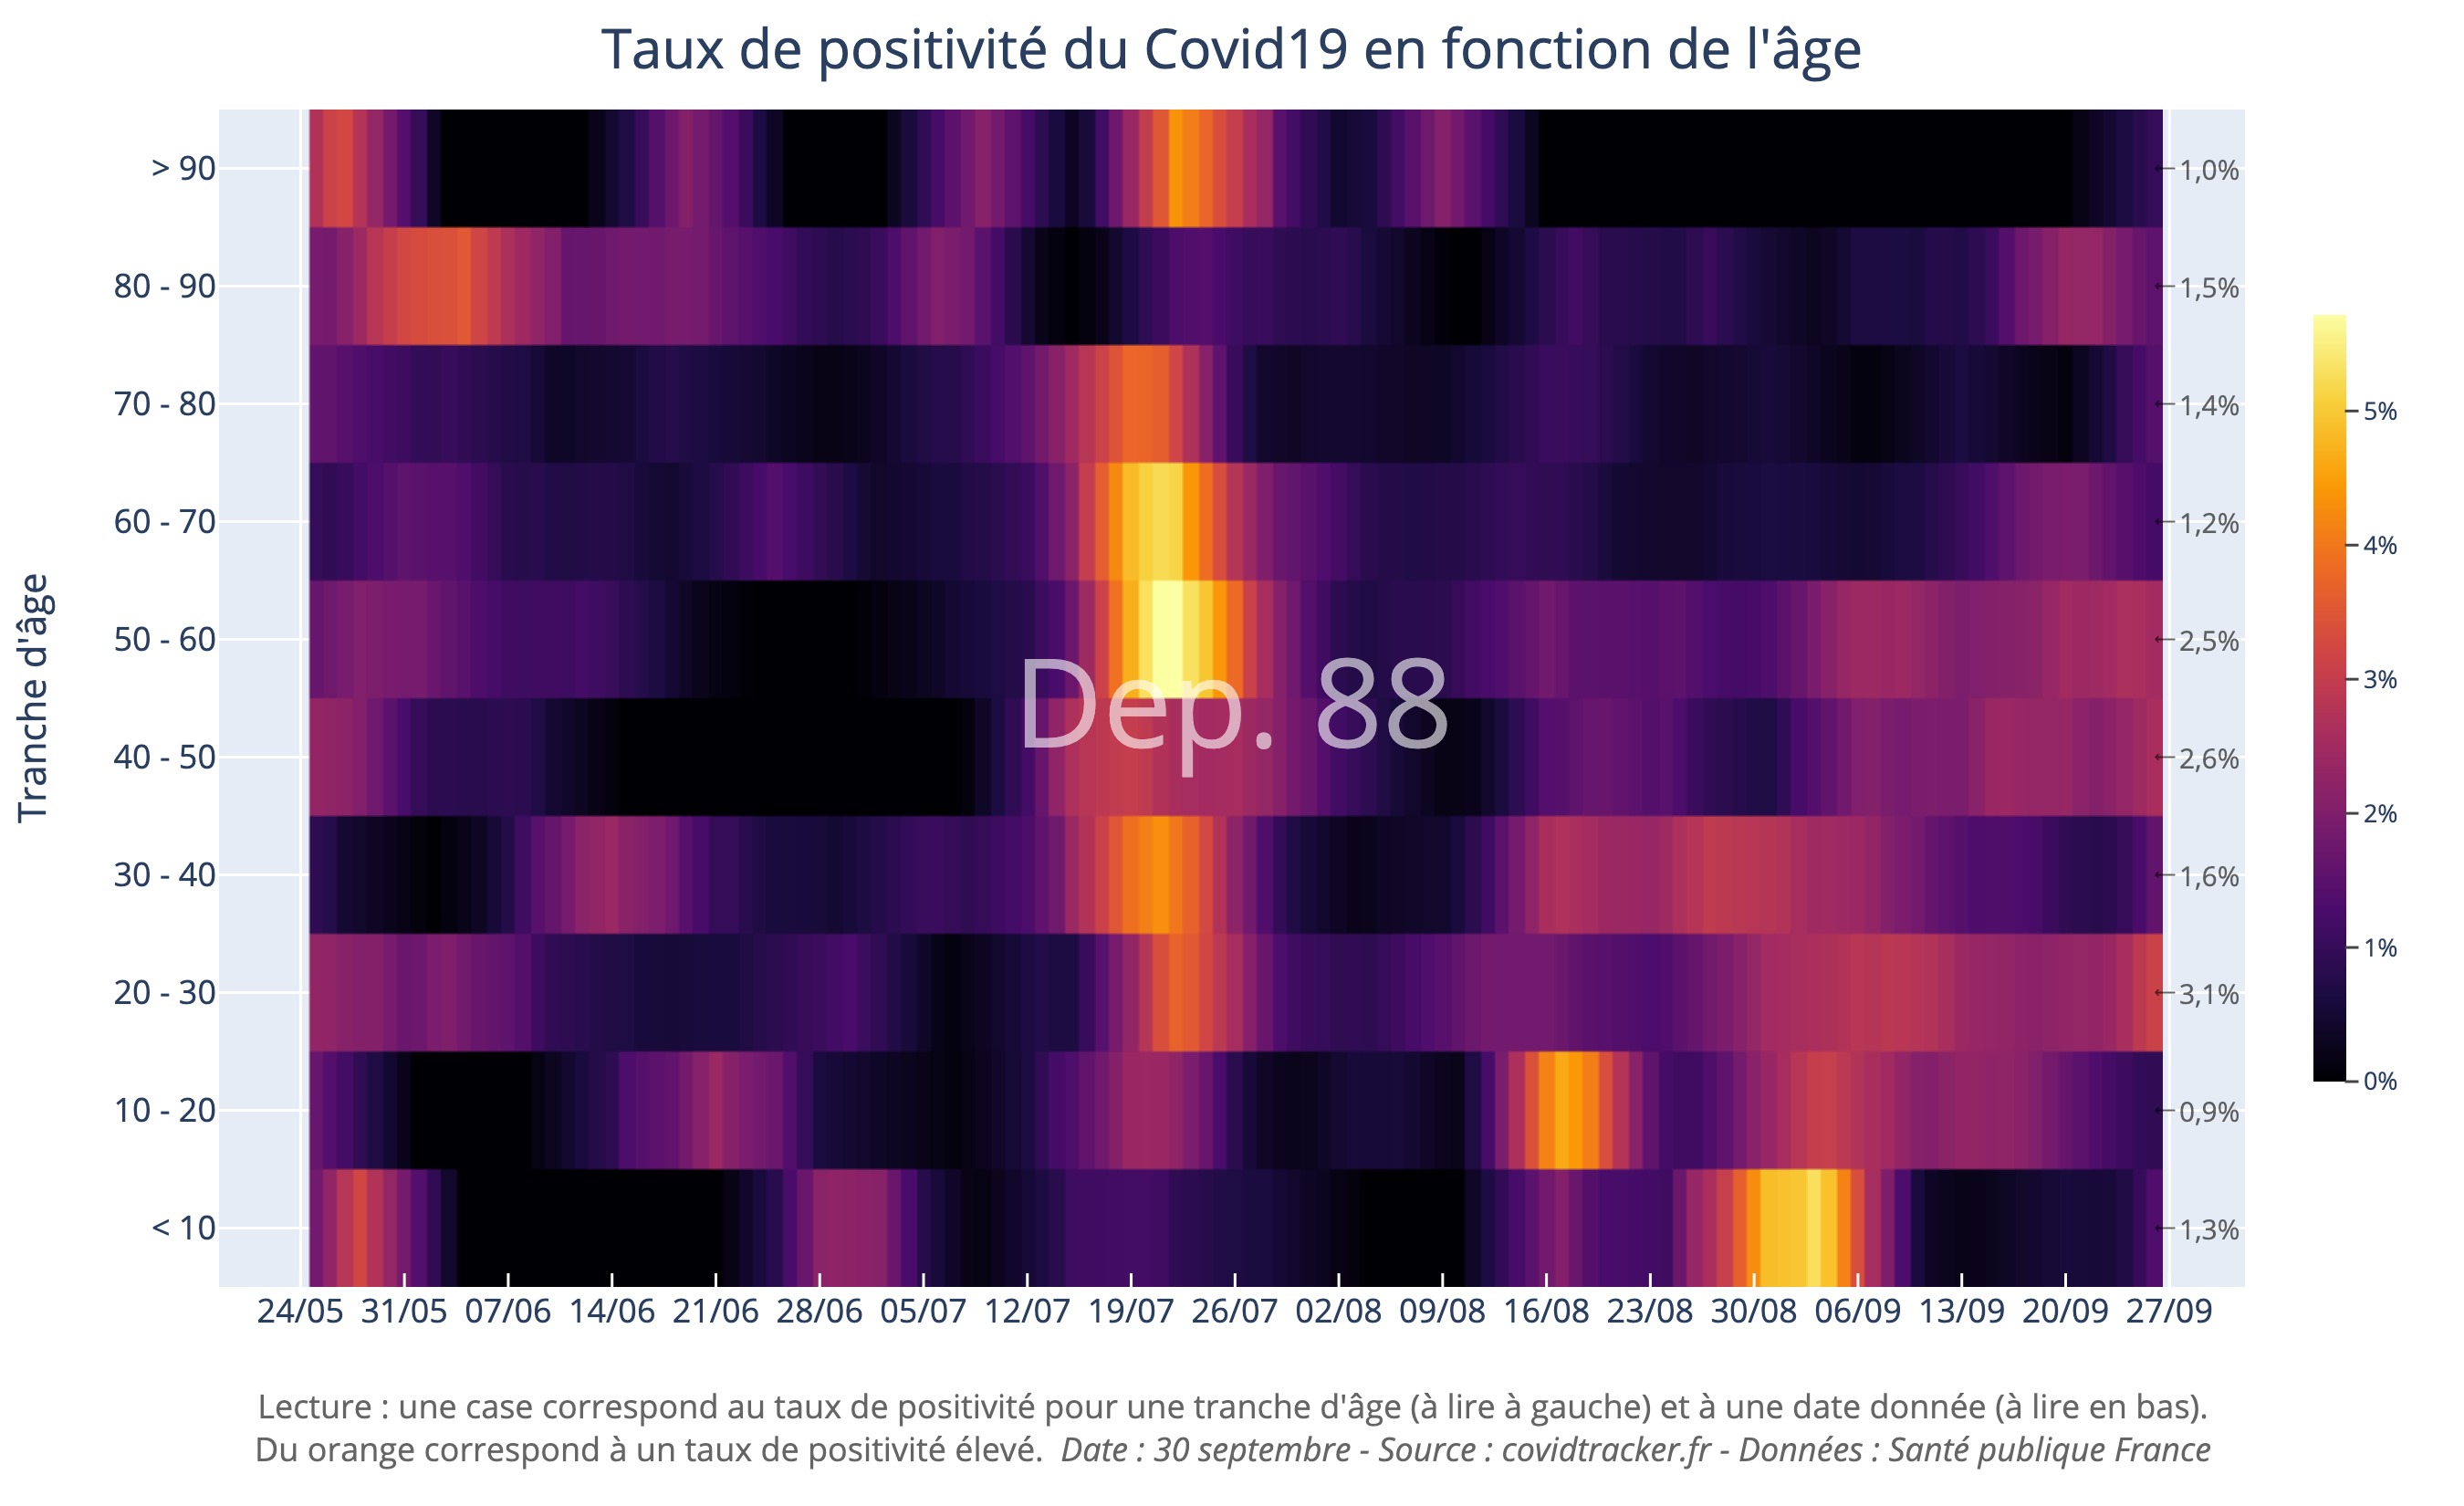 Taux de positivité du Covid19 en fonction de l'âge
Tranche d'âge
> 90
80 - 90
70 - 80
60 - 70
50 - 60
40 - 50
30 - 40
20 - 30
10 - 20
< 10
Dep. 88
1,0%
1,5%
1,4%
1,2%
2,5%
2,6%
1,6%
3,1%
0,9%
1,3%
5%
4%
3%
2%
1%
0%
24/05 31/05 07/06 14/06 21/06 28/06 05/07 12/07 19/07 26/07 02/08 09/08 16/08 23/08 30/08 06/09 13/09 20/09 27/09
Lecture : une case correspond au taux de positivité pour une tranche d'âge (à lire à gauche) et à une date donnée (à lire en bas).
Du orange correspond à un taux de positivité élevé. Date : 30 septembre - Source : covidtracker.fr - Données : Santé publique France